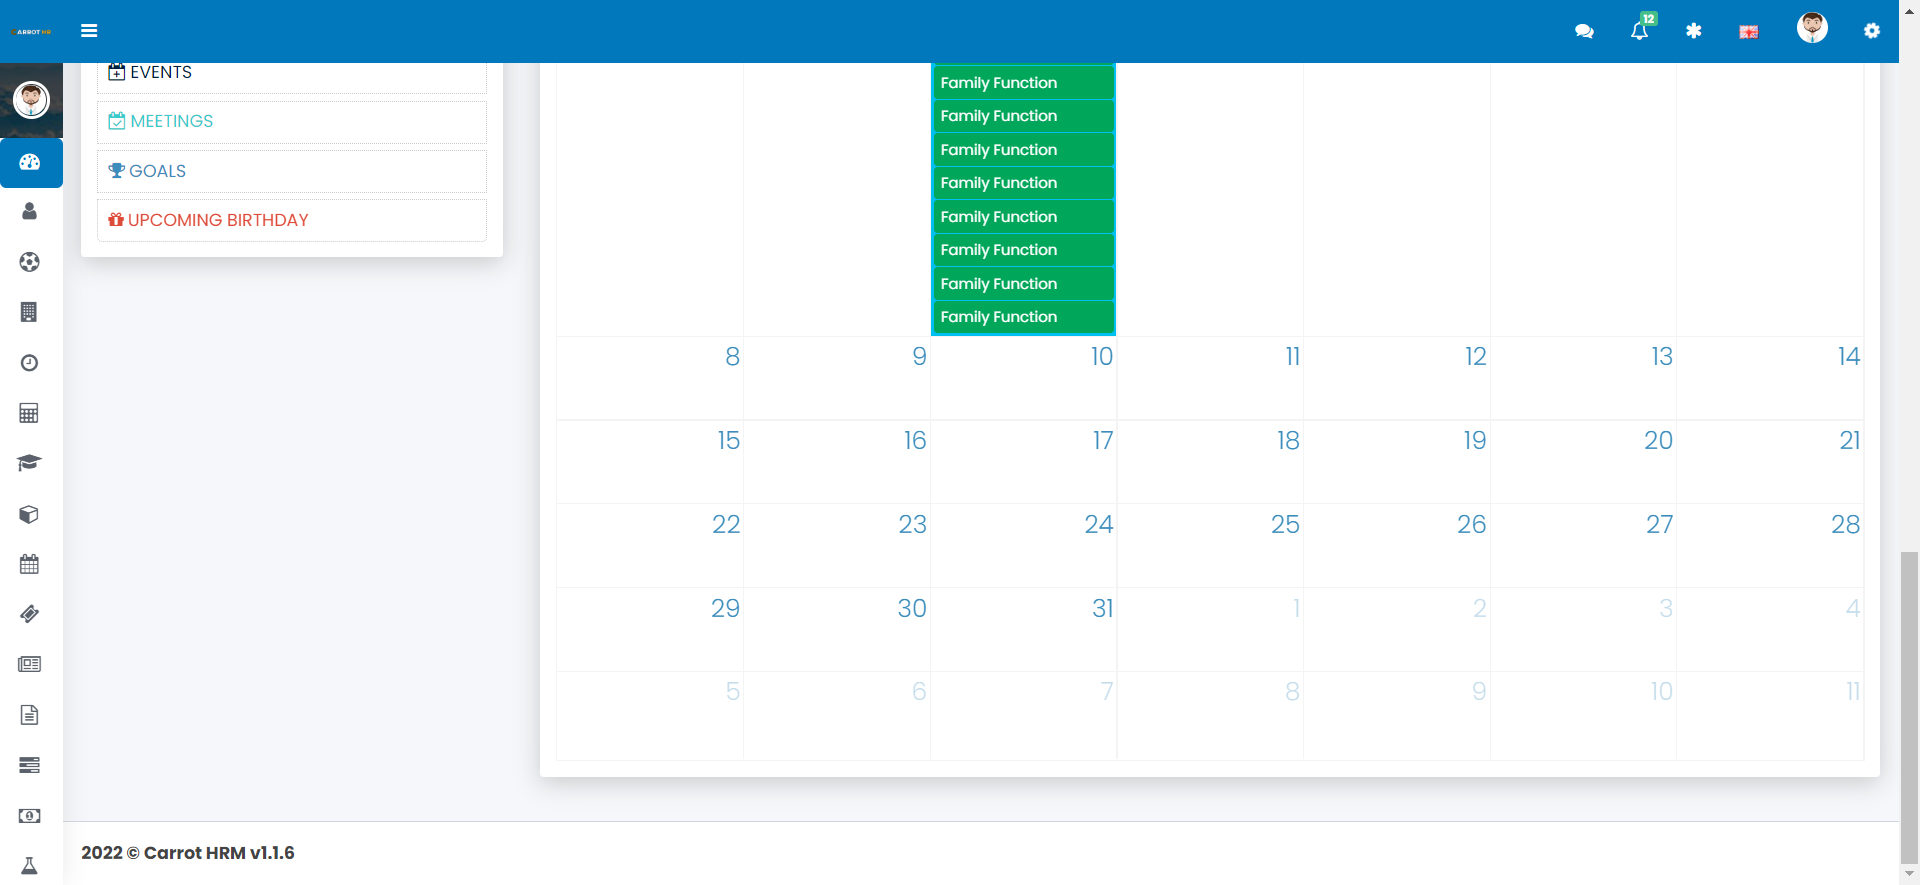 ARROT HR
12
EVENTS
MEETINGS
GOALS
UPCOMING BIRTHDAY
Family Function
Family Function
Family Function
Family Function
Family Function
Family Function
Family Function
Family Function
8 9 10 11 12 13 14
15 16 17 18 19 20 21
22 23 24 25 26 27 28
29 30 31 1 2 3 4
5 6 7 8 9 10 11
2022 © Carrot HRM v1.1.6